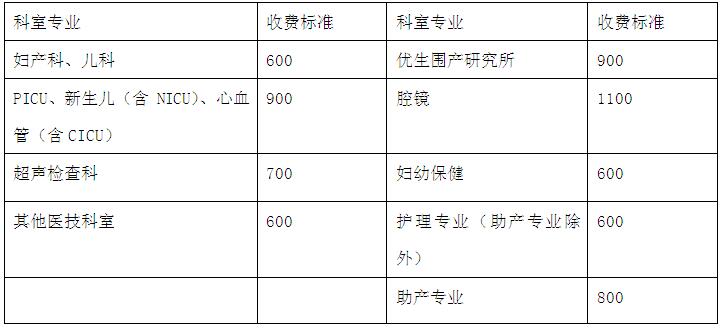 科室专业 收费标准 科室专业 收费标准
妇产科、儿科 600 优生围产研究所 900
PICU、新生儿（含 NICU）、心血 900 腔镜 1100
管（含CICU）
超声检查科 700 妇幼保健 600
其他医技科室 600 护理专业（助产专业除 600
外）
助产专业 800